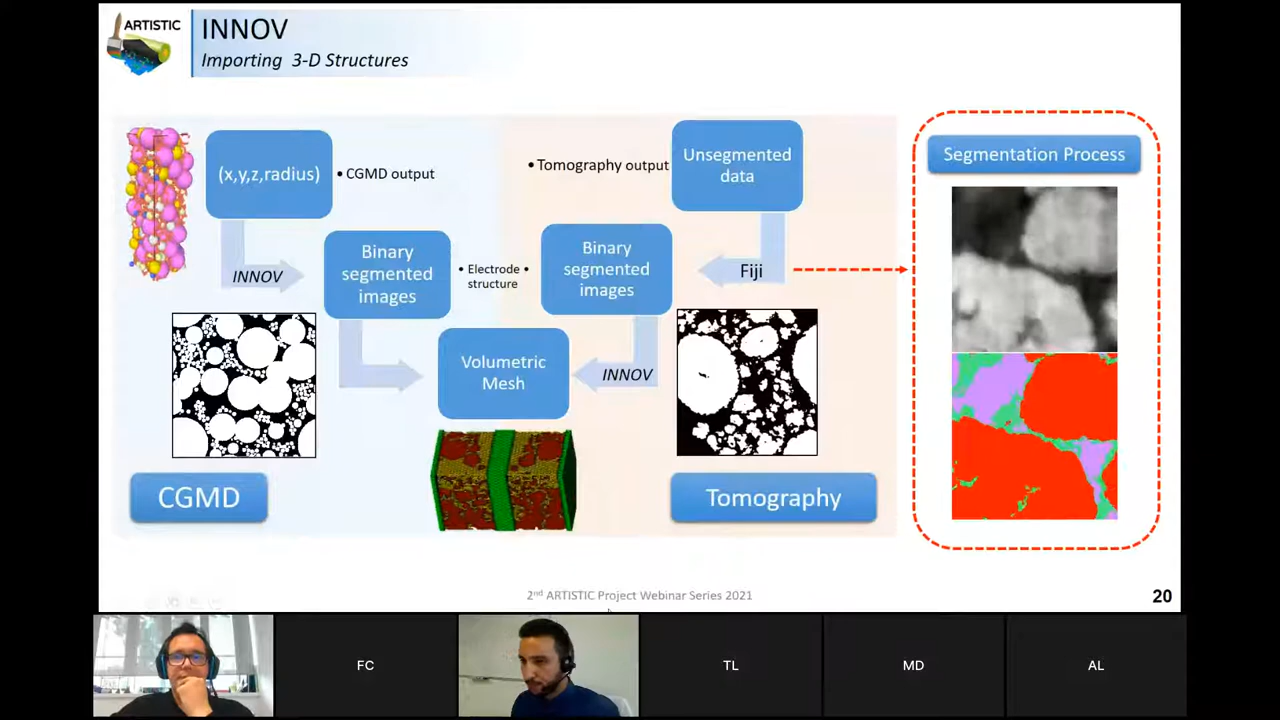 ARTISTIC
INNOV
Importing 3-D Structures
(x,y,z,radius)
• CGMD output
INNOV
Binary
segmented
images
• Electrode •
structure
• Tomography output
Unsegmented
data
Binary
segmented
images
Fiji
Volumetric
Mesh
INNOV
CGMD
Tomography
Segmentation Process
2nd ARTISTIC Project Webinar Series 2021
20
FC
TL
MD
AL